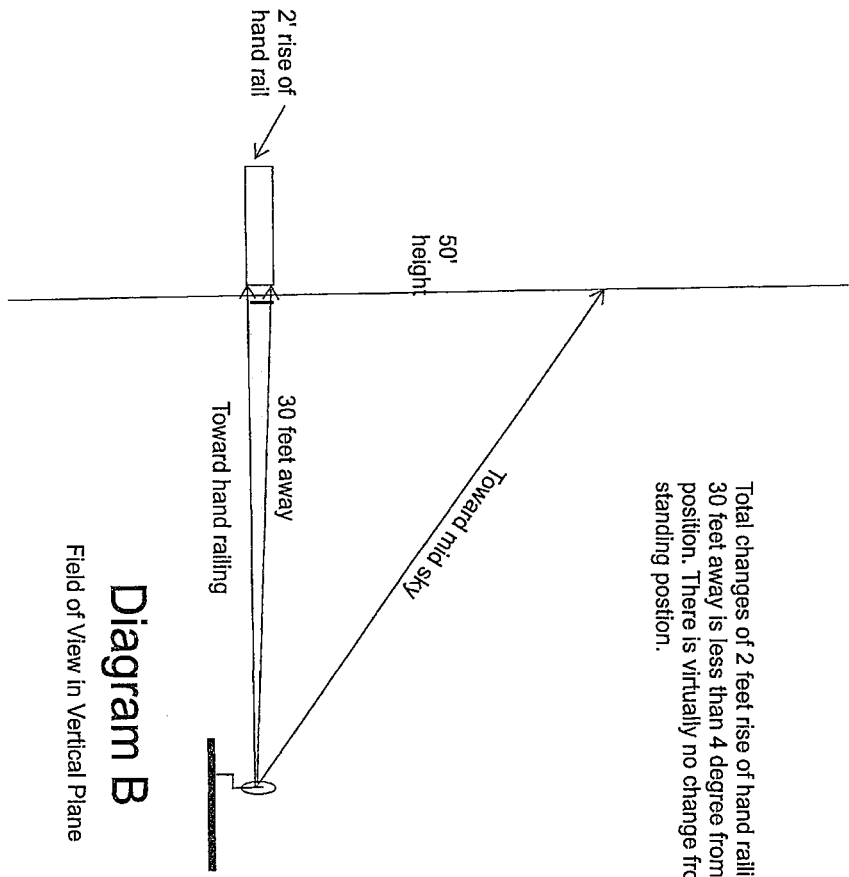 Total changes of 2 feet rise of hand raili
30 feet away is less than 4 degree from
position. There is virtually no change fro
standing postion.
2' rise of
hand rail
50'
height
Toward mid sky
30 feet away
Toward hand railing
Diagram B
Field of View in Vertical Plane